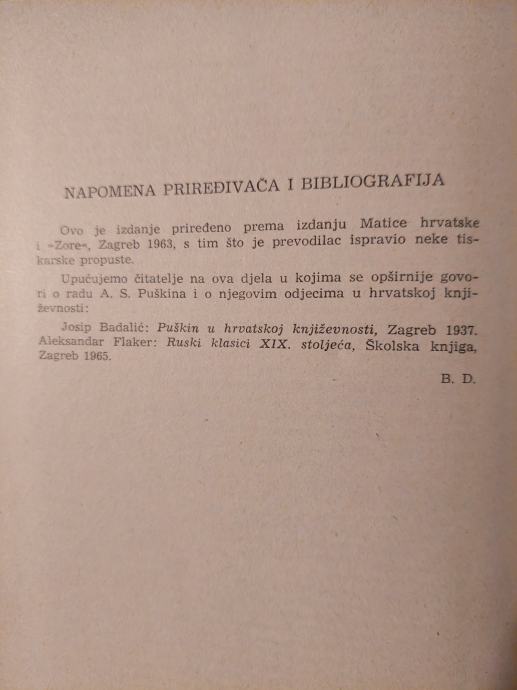 NAPOMENA PRIREĐIVAČA I BIBLIOGRAFIJA
Ovo je izdanje priređeno prema izdanju Matice hrvatske
i »Zore«, Zagreb 1963, s tim što je prevodilac ispravio neke tis-
karske propuste.
Upućujemo čitatelje na ova djela u kojima se opširnije govo-
ri o radu A. S. Puškina i o njegovim odjecima u hrvatskoj knji-
ževnosti:
Josip Badalić: Puškin u hrvatskoj književnosti, Zagreb 1937.
Aleksandar Flaker: Ruski klasici XIX. stoljeća, Školska knjiga,
Zagreb 1965.
B. D.